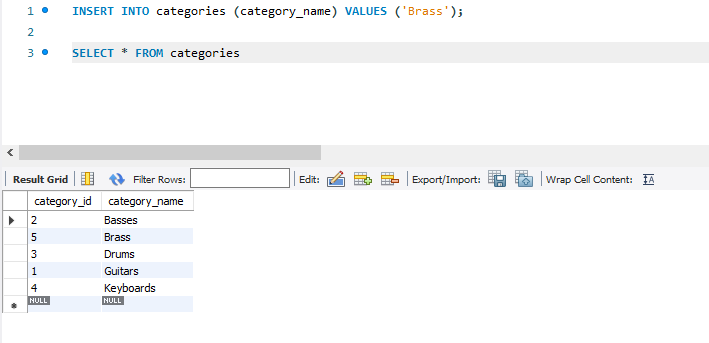 1 INSERT INTO categories (category_name) VALUES ('Brass');
2
3 SELECT * FROM categories
Result Grid Filter Rows: Edit: Export/Import: Wrap Cell Content:
category_id category_name
2 Basses
5 Brass
3 Drums
1 Guitars
4 Keyboards
NULL NULL